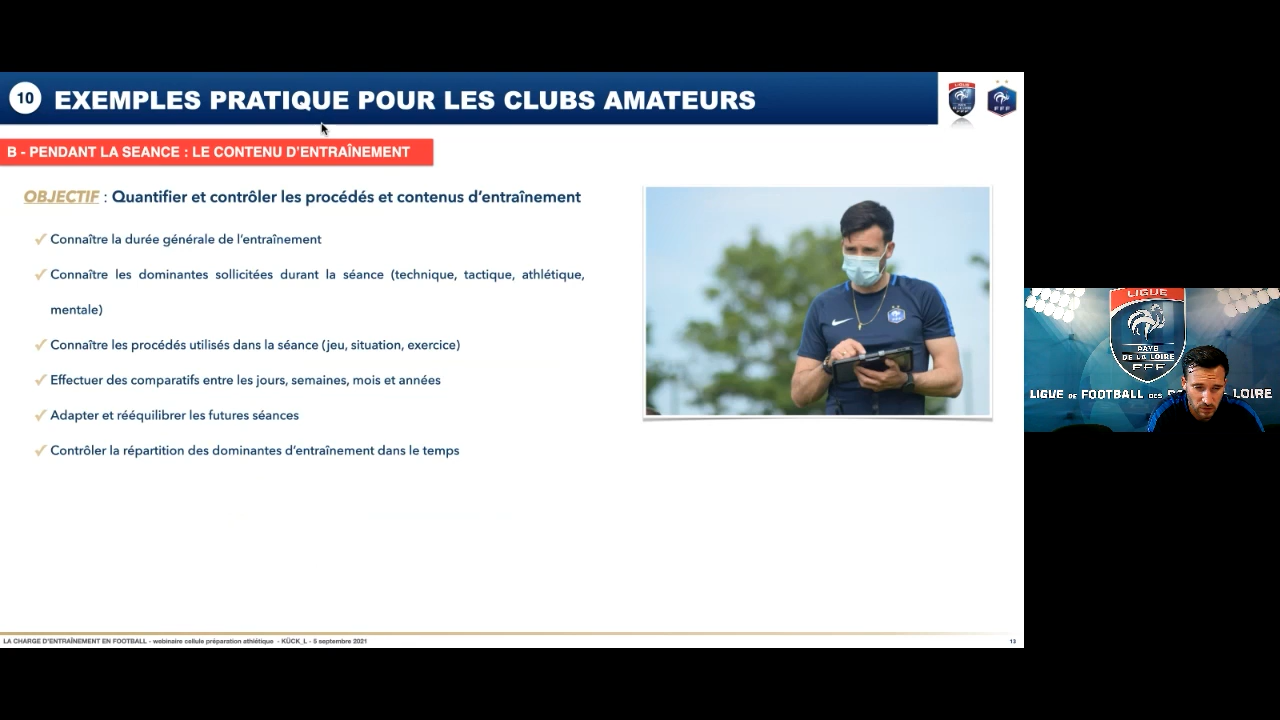 10
EXEMPLES PRATIQUE POUR LES CLUBS AMATEURS
B - PENDANT LA SEANCE : LE CONTENU D'ENTRAÎNEMENT
OBJECTIF : Quantifier et contrôler les procédés et contenus d'entraînement
✓ Connaître la durée générale de l'entraînement
✓ Connaître les dominantes sollicitées durant la séance (technique, tactique, athlétique,
mentale)
✓ Connaître les procédés utilisés dans la séance (jeu, situation, exercice)
✓ Effectuer des comparatifs entre les jours, semaines, mois et années
✓ Adapter et rééquilibrer les futures séances
✓ Contrôler la répartition des dominantes d'entraînement dans le temps
LA CHARGE D'ENTRAÎNEMENT EN FOOTBALL - webinaire cellule préparation athlétique - KÜCK_L - 5 septembre 2021
13
FFF
LIGUE
PAYS
DE LA LOIRE
FFF
LIGUE DE FOOTBALL DES
LOIRE